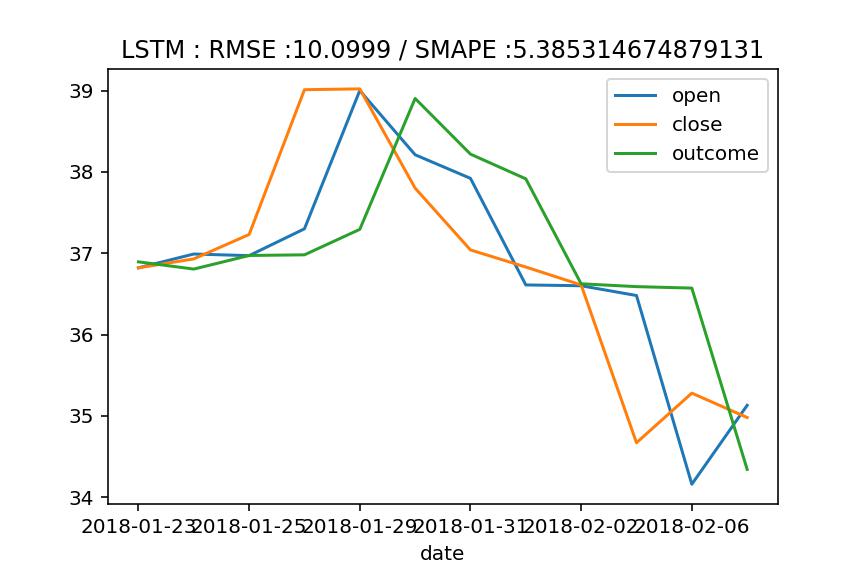 LSTM : RMSE :10.0999 / SMAPE :5.385314674879131
39
38
37
36
35
34
open
close
outcome
2018-01-23 2018-01-25 2018-01-29 2018-01-31 2018-02-02 2018-02-06
date